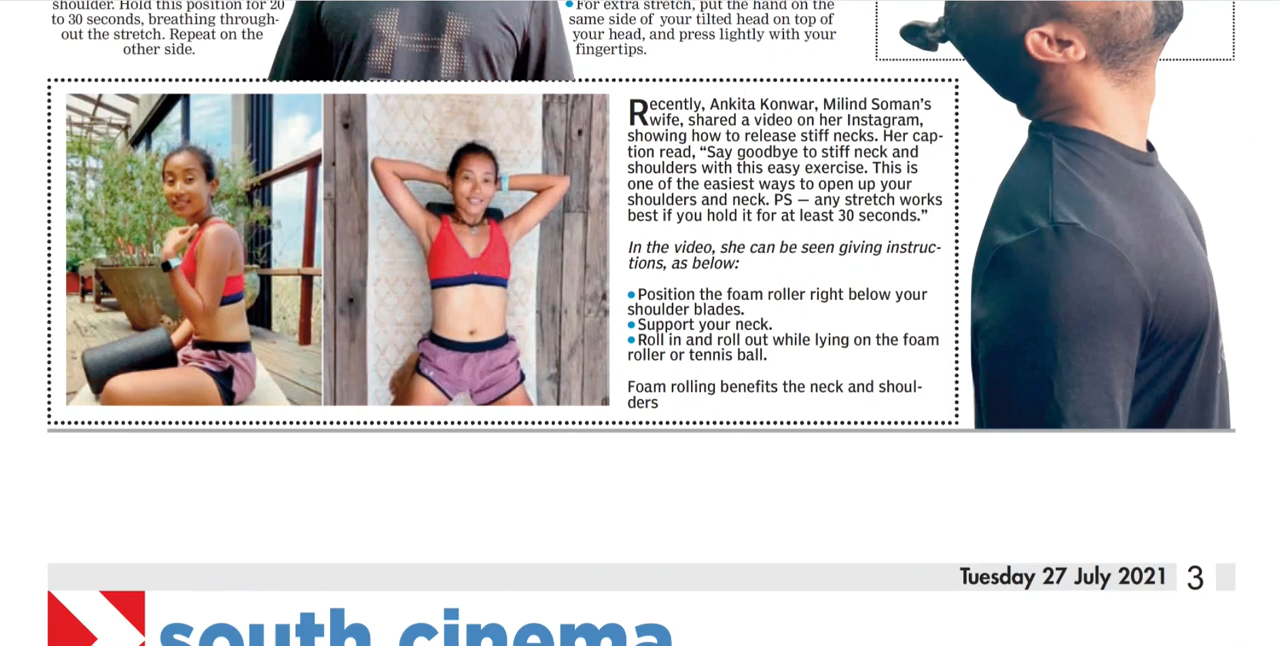 shoulder. Hold this position for 20
to 30 seconds, breathing through-
out the stretch. Repeat on the
other side.
• For extra stretch, put the hand on the
same side of your tilted head on top of
your head, and press lightly with your
fingertips.
Recently, Ankita Konwar, Milind Soman’s
wife, shared a video on her Instagram,
showing how to release stiff necks. Her cap-
tion read, “Say goodbye to stiff neck and
shoulders with this easy exercise. This is
one of the easiest ways to open up your
shoulders and neck. PS — any stretch works
best if you hold it for at least 30 seconds.”
In the video, she can be seen giving instruc-
tions, as below:
• Position the foam roller right below your
shoulder blades.
• Support your neck.
• Roll in and roll out while lying on the foam
roller or tennis ball.
Foam rolling benefits the neck and shoul-
ders
Tuesday 27 July 2021 3
south cinema